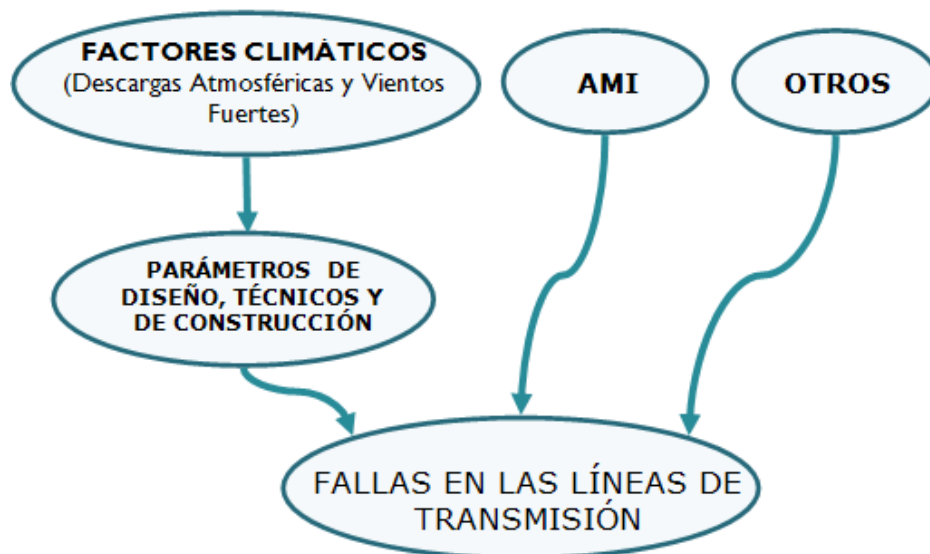 FACTORES CLIMÁTICOS
(Descargas Atmosféricas y Vientos
Fuertes)
AMI
OTROS
PARÁMETROS DE
DISEÑO, TÉCNICOS Y
DE CONSTRUCCIÓN
FALLAS EN LAS LÍNEAS DE
TRANSMISIÓN